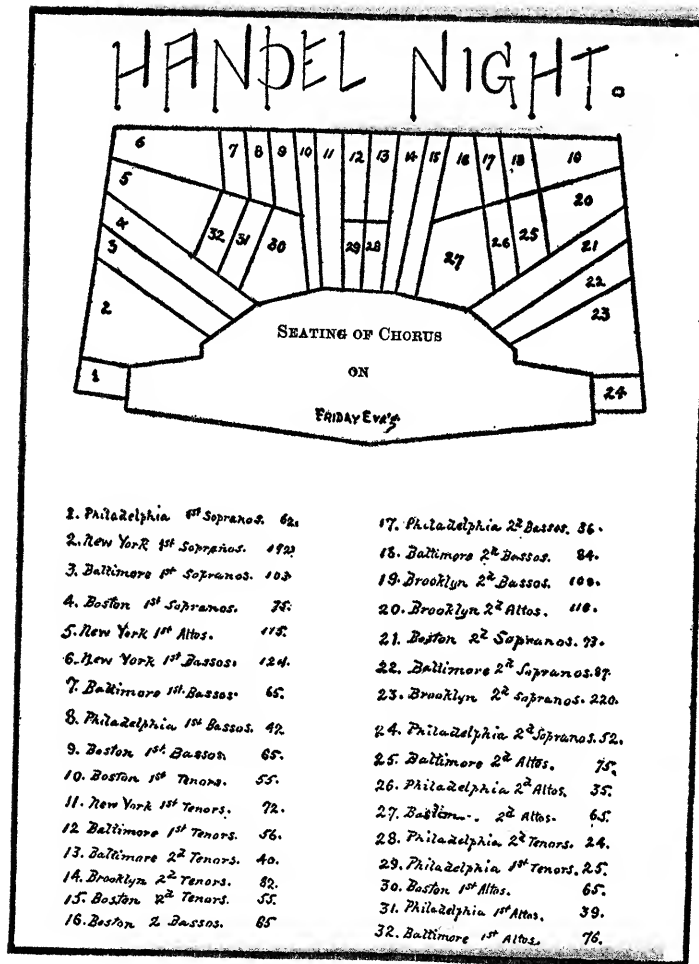 HANDEL NIGHT.
6 7 8 9 10 11 12 13 14 15 16 17 18 19
5 32 31 30 29 28 27 26 25 20
4 21
3 22
2 23
1 24
SEATING OF CHORUS
ON
FRIDAY Eva'g
1. Philadelphia 1st Sopranos. 62.
2. New York 1st Sopranos.
3. Baltimore 1st Sopranos. 103
4. Boston 1st Sopranos. 75.
5. New York 1st Altos. 115.
6. New York 1st Bassos.
7. Baltimore 1st Bassos. 65.
8. Philadelphia 1st Bassos. 42.
9. Boston 1st Bassos 65.
10. Boston 1st Tenors. 55.
11. New York 1st Tenors. 72.
12 Baltimore 1st Tenors. 56.
13. Baltimore 2d Tenors. 40.
14. Brooklyn 2d Tenors. 82.
15. Boston 2d Tenors. 55.
16. Boston 2 Bassos. 65
17. Philadelphia 2d Bassos. 36.
18. Baltimore 2d Bassos. 84.
19. Brooklyn 2d Bassos.
20. Brooklyn 2d Altos.
21. Boston 2d Sopranos. 73.
22. Baltimore 2d Sopranos. 87.
23. Brooklyn 2d Sopranos. 220.
24. Philadelphia 2d Sopranos. 52.
25. Baltimore 2d Altos. 75.
26. Philadelphia 2d Altos. 35.
27. 2d Altos. 65.
28. Philadelphia 2d Tenors. 24.
29. Philadelphia 1st Tenors. 25.
30. Boston 1st Altos. 65.
31. Philadelphia 1st Altos. 39.
32. Baltimore 1st Altos. 76.